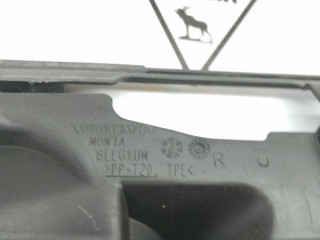 MONZA
BELGIUM
R
>PP-T20, TPE<